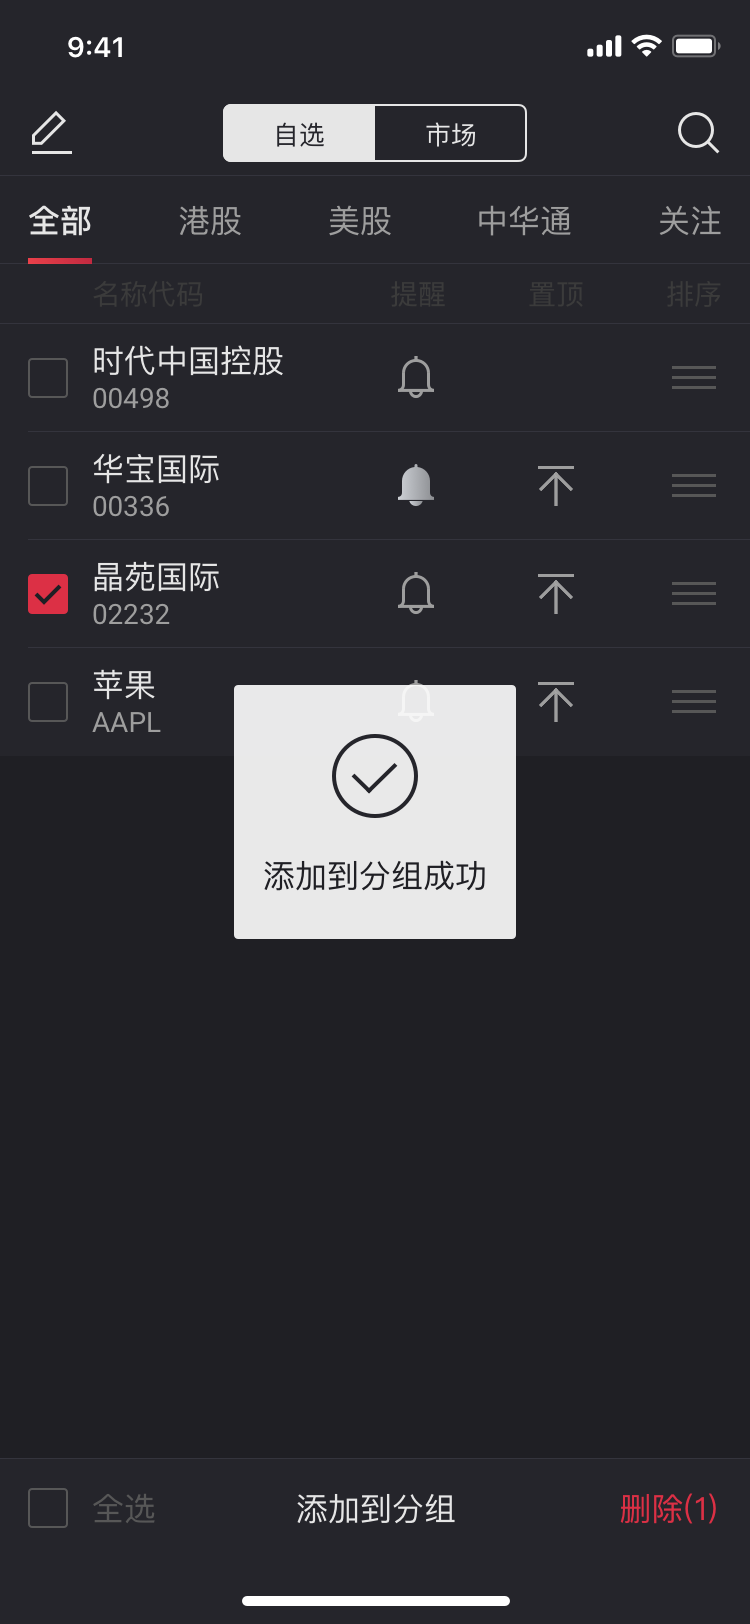 9:41
自选 市场
全部 港股 美股 中华通 关注
名称代码 提醒 置顶 排序
时代中国控股
00498
华宝国际
00336
晶苑国际
02232
苹果
AAPL
添加到分组成功
全选 添加到分组 删除(1)